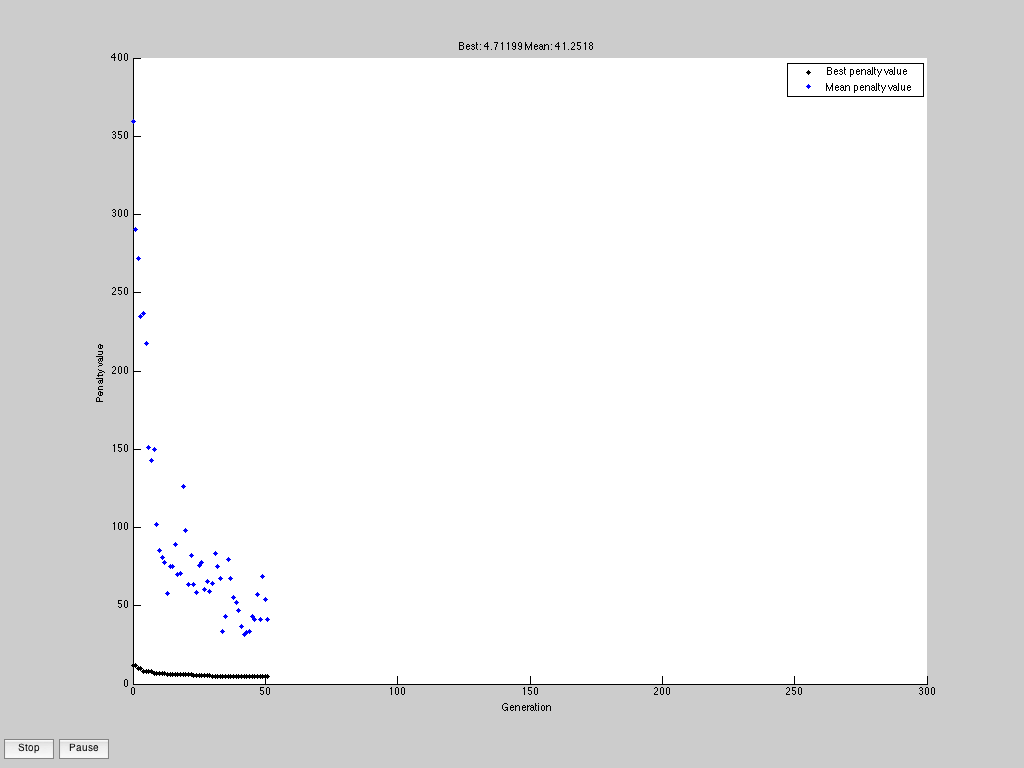 Best: 4.71199 Mean: 41.2518
Best penalty value
Mean penalty value
400
350
300
250
200
150
100
50
0
Penalty value
0 50 100 150 200 250 300
Generation
Stop Pause